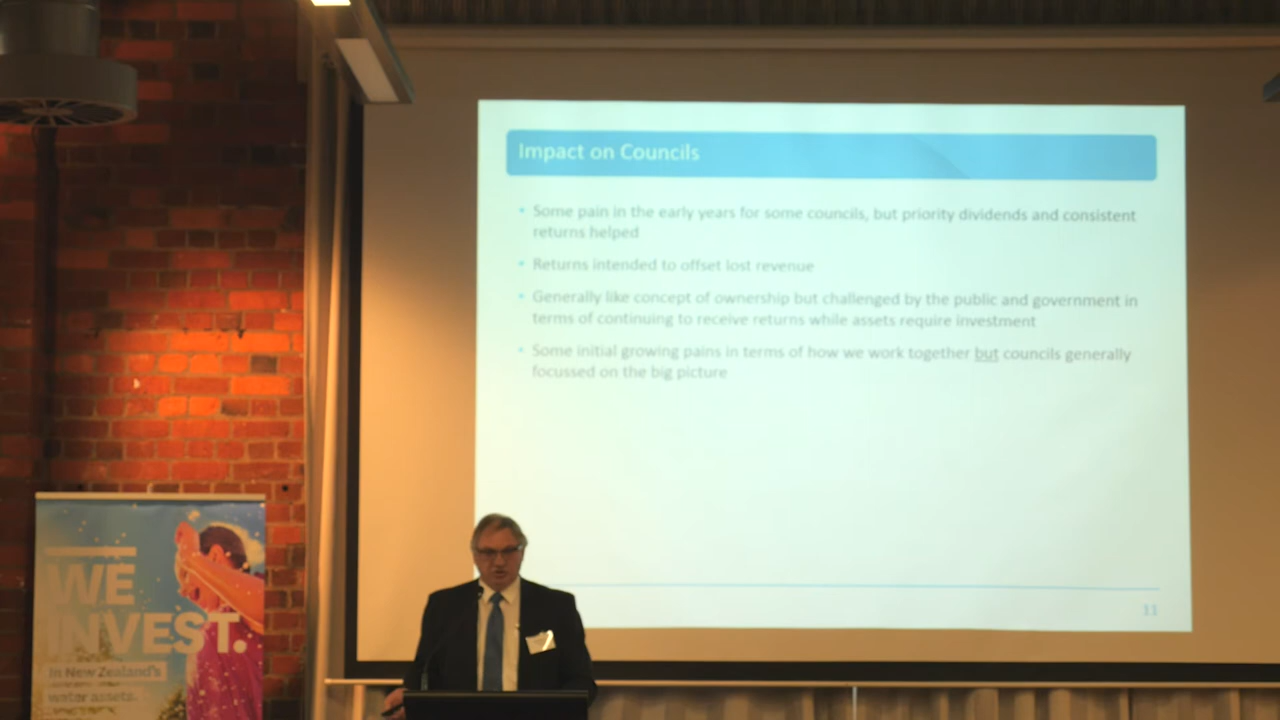 Impact on Councils
• Some pain in the early years for some councils, but priority dividends and consistent
returns helped
• Returns intended to offset lost revenue
• Generally like concept of ownership but challenged by the public and government in
terms of continuing to receive returns while assets require investment
• Some initial growing pains in terms of how we work together but councils generally
focussed on the big picture
11
WE
INVEST.
In New Zealand's
water assets.